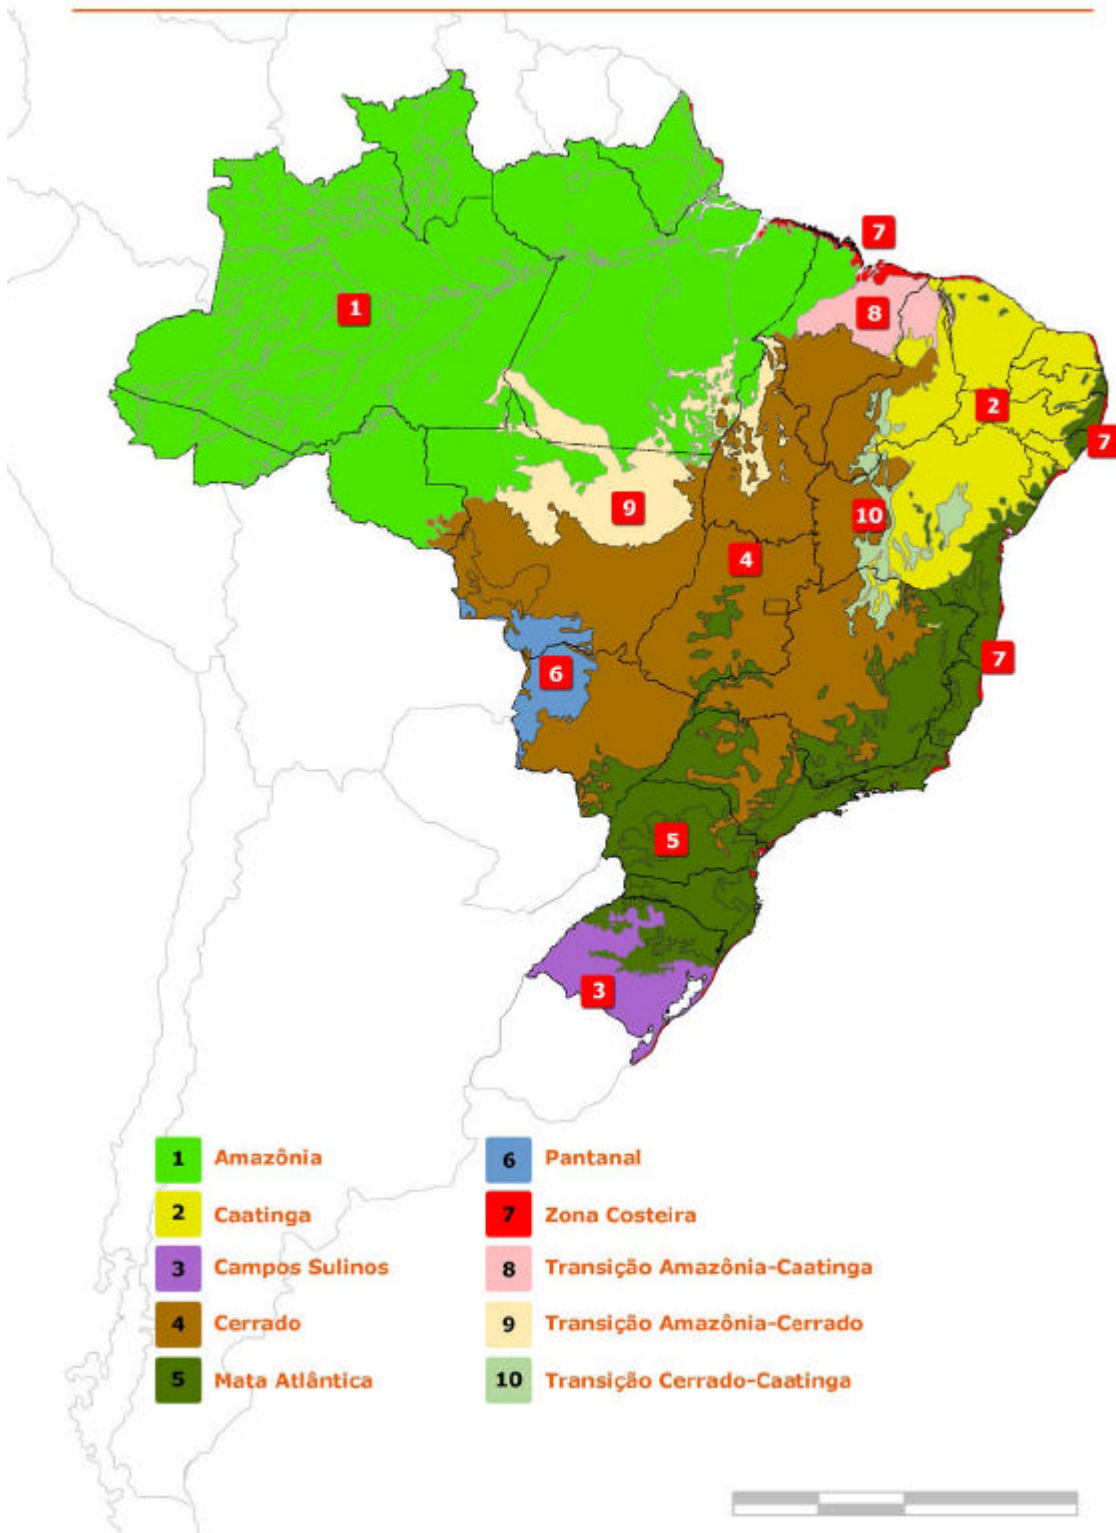 7
1
8
2
7
9
10
4
7
6
5
3
1 Amazônia
2 Caatinga
3 Campos Sulinos
4 Cerrado
5 Mata Atlântica
6 Pantanal
7 Zona Costeira
8 Transição Amazônia-Caatinga
9 Transição Amazônia-Cerrado
10 Transição Cerrado-Caatinga